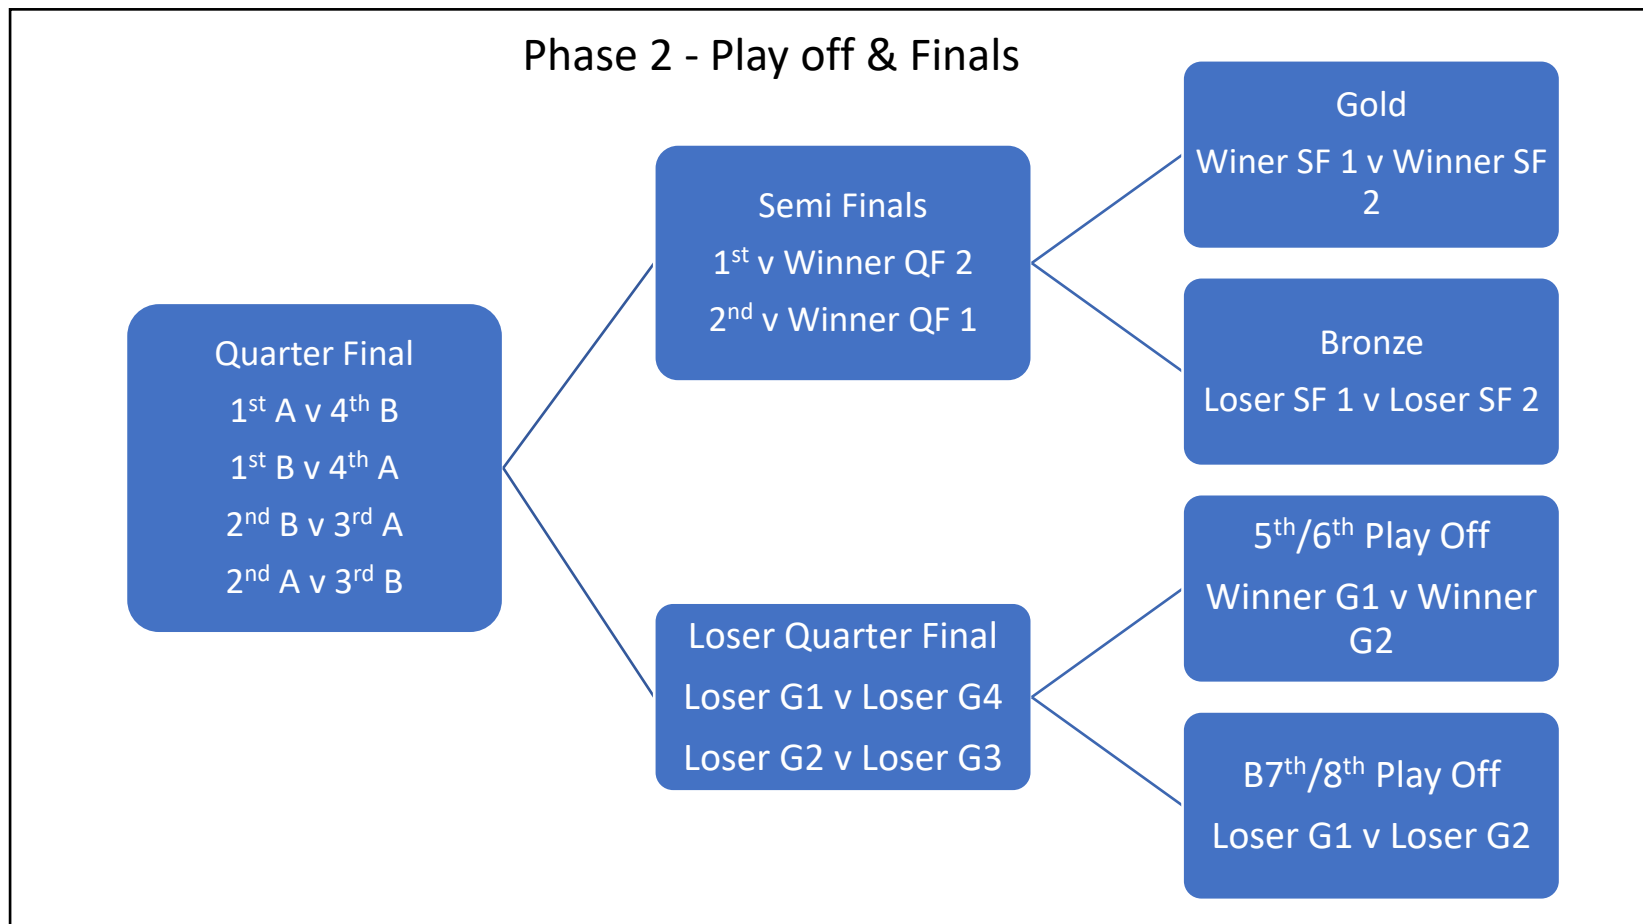 Phase 2 - Play off & Finals
Quarter Final
1st A v 4th B
1st B v 4th A
2nd B v 3rd A
2nd A v 3rd B
Semi Finals
1st v Winner QF 2
2nd v Winner QF 1
Loser Quarter Final
Loser G1 v Loser G4
Loser G2 v Loser G3
Gold
Winer SF 1 v Winner SF
2
Bronze
Loser SF 1 v Loser SF 2
5th/6th Play Off
Winner G1 v Winner
G2
B7th/8th Play Off
Loser G1 v Loser G2